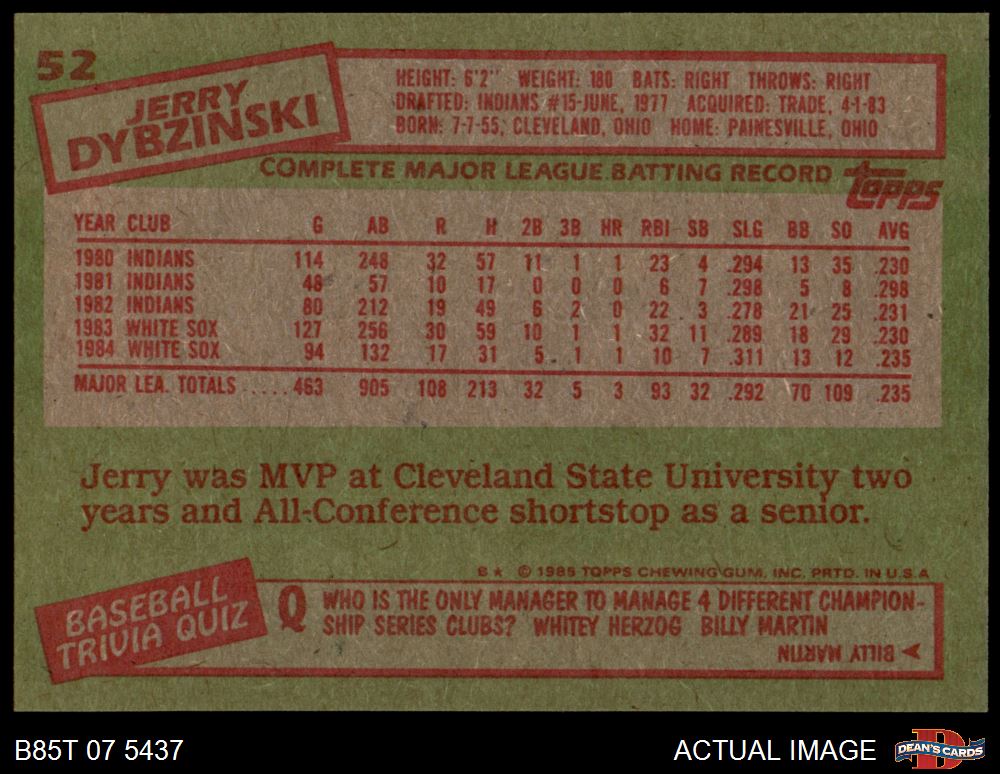 52
JERRY
DYBZINSKI
HEIGHT: 6'2" WEIGHT: 180 BATS: RIGHT THROWS: RIGHT
DRAFTED: INDIANS #15-JUNE, 1977 ACQUIRED: TRADE, 4-1-83
BORN: 7-7-55, CLEVELAND, OHIO HOME: PAINESVILLE, OHIO
COMPLETE MAJOR LEAGUE BATTING RECORD
TOPPS
YEAR CLUB G AB R H 2B 3B HR RBI SB SLG BB SO AVG
1980 INDIANS 114 248 32 57 11 1 1 23 4 .294 13 35 .230
1981 INDIANS 48 57 10 17 0 0 0 6 7 .298 5 8 .298
1982 INDIANS 80 212 19 49 6 2 0 22 3 .278 21 25 .231
1983 WHITE SOX 127 256 30 59 10 1 1 32 11 .289 18 29 .230
1984 WHITE SOX 94 132 17 31 5 1 1 10 7 .311 13 12 .235
MAJOR LEA. TOTALS ..... 463 905 108 213 32 5 3 93 32 .292 70 109 .235
Jerry was MVP at Cleveland State University two
years and All-Conference shortstop as a senior.
6★ © 1985 TOPPS CHEWING GUM, INC. PRTD. IN U.S.A
BASEBALL
TRIVIA QUIZ
Q WHO IS THE ONLY MANAGER TO MANAGE 4 DIFFERENT CHAMPION-
SHIP SERIES CLUBS? WHITEY HERZOG BILLY MARTIN
BILLY MARTIN
B85T 07 5437
ACTUAL IMAGE
D
DEAN'S CARDS